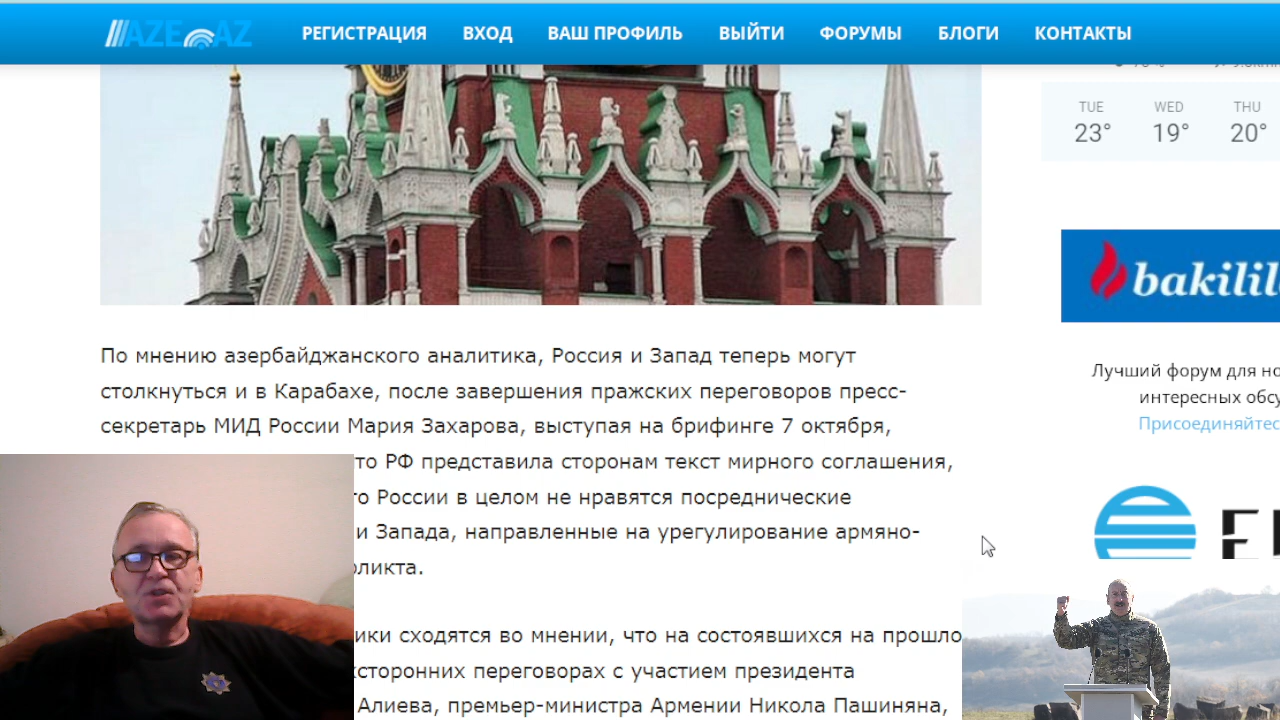 AZE AZ
РЕГИСТРАЦИЯ ВХОД ВАШ ПРОФИЛЬ ВЫЙТИ ФОРУМЫ БЛОГИ КОНТАКТЫ
TUE WED THU
23° 19° 20°
bakilil
Лучший форум для но
интересных обсу
Присоединяйтес
По мнению азербайджанского аналитика, Россия и Запад теперь могут
столкнуться и в Карабахе, после завершения пражских переговоров пресс-
секретарь МИД России Мария Захарова, выступая на брифинге 7 октября,
то РФ представила сторонам текст мирного соглашения,
го России в целом не нравятся посреднические
и Запада, направленные на урегулирование армяно-
фликта.
ики сходятся во мнении, что на состоявшихся на прошло
хсторонних переговорах с участием президента
Алиева, премьер-министра Армении Никола Пашиняна,